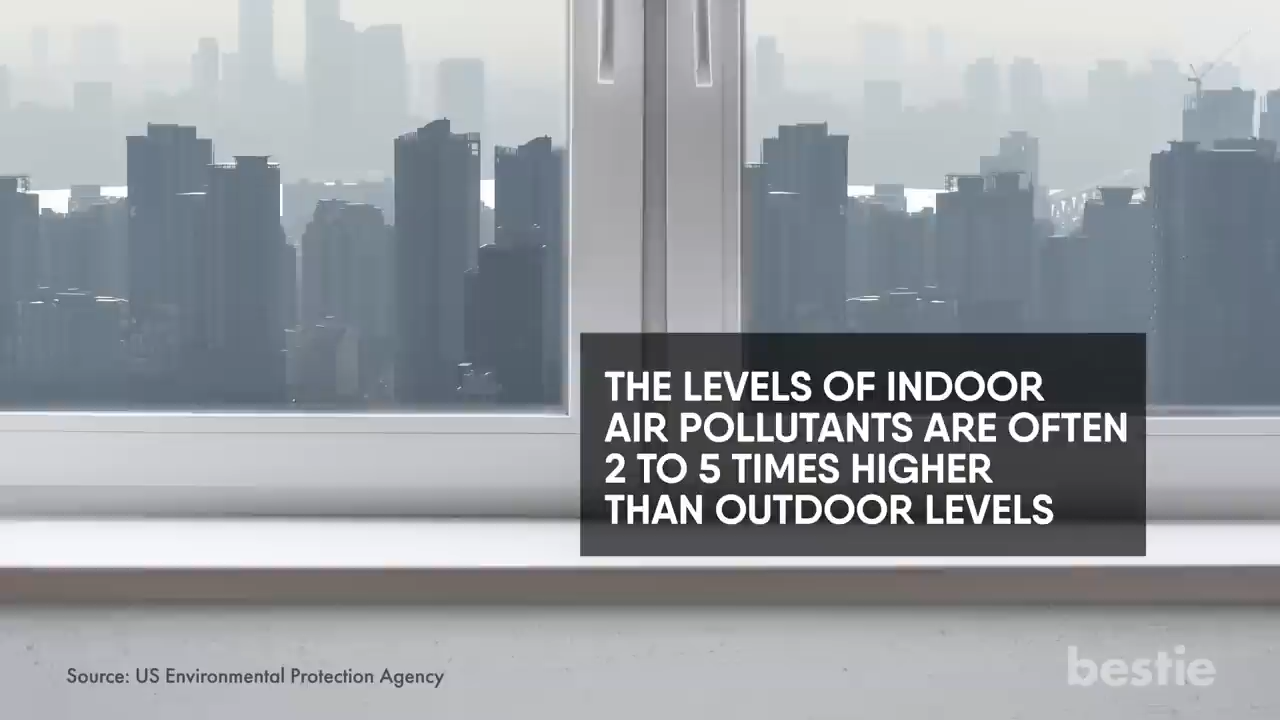 THE LEVELS OF INDOOR
AIR POLLUTANTS ARE OFTEN
2 TO 5 TIMES HIGHER
THAN OUTDOOR LEVELS
Source: US Environmental Protection Agency
bestie